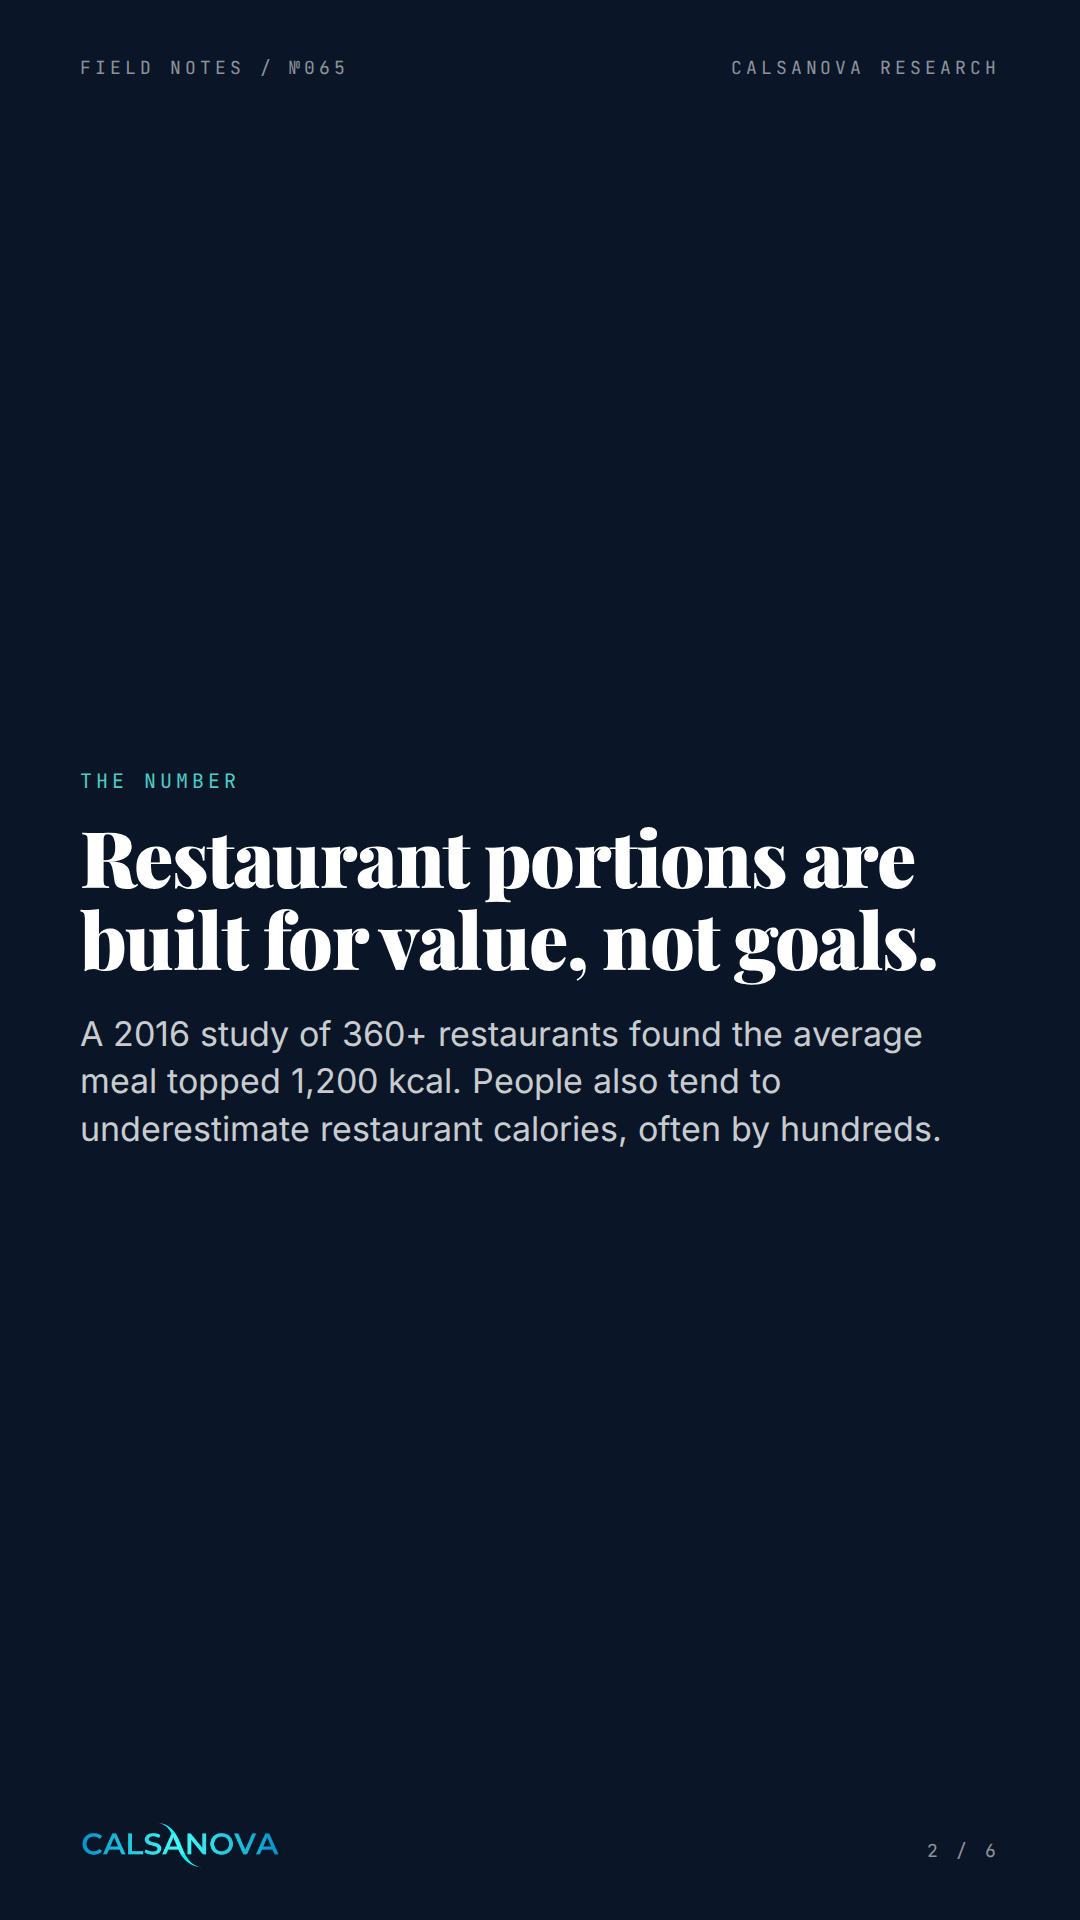 FIELD NOTES / №065
CALSANOVA RESEARCH
THE NUMBER
Restaurant portions are
built for value, not goals.
A 2016 study of 360+ restaurants found the average
meal topped 1,200 kcal. People also tend to
underestimate restaurant calories, often by hundreds.
CALSANOVA
2 / 6